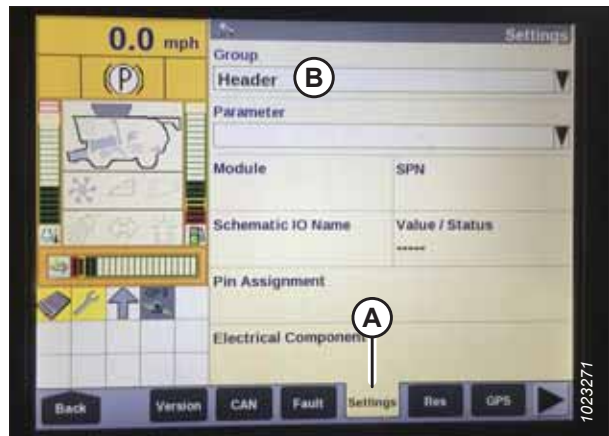 0.0 mph
Settings
(P)
Group
Header
B
Parameter
Module
SPN
Schematic IO Name
Value / Status
-----
Pin Assignment
A
Electrical Component
Back
Version
CAN
Fault
Settings
Res
GPS
1023271